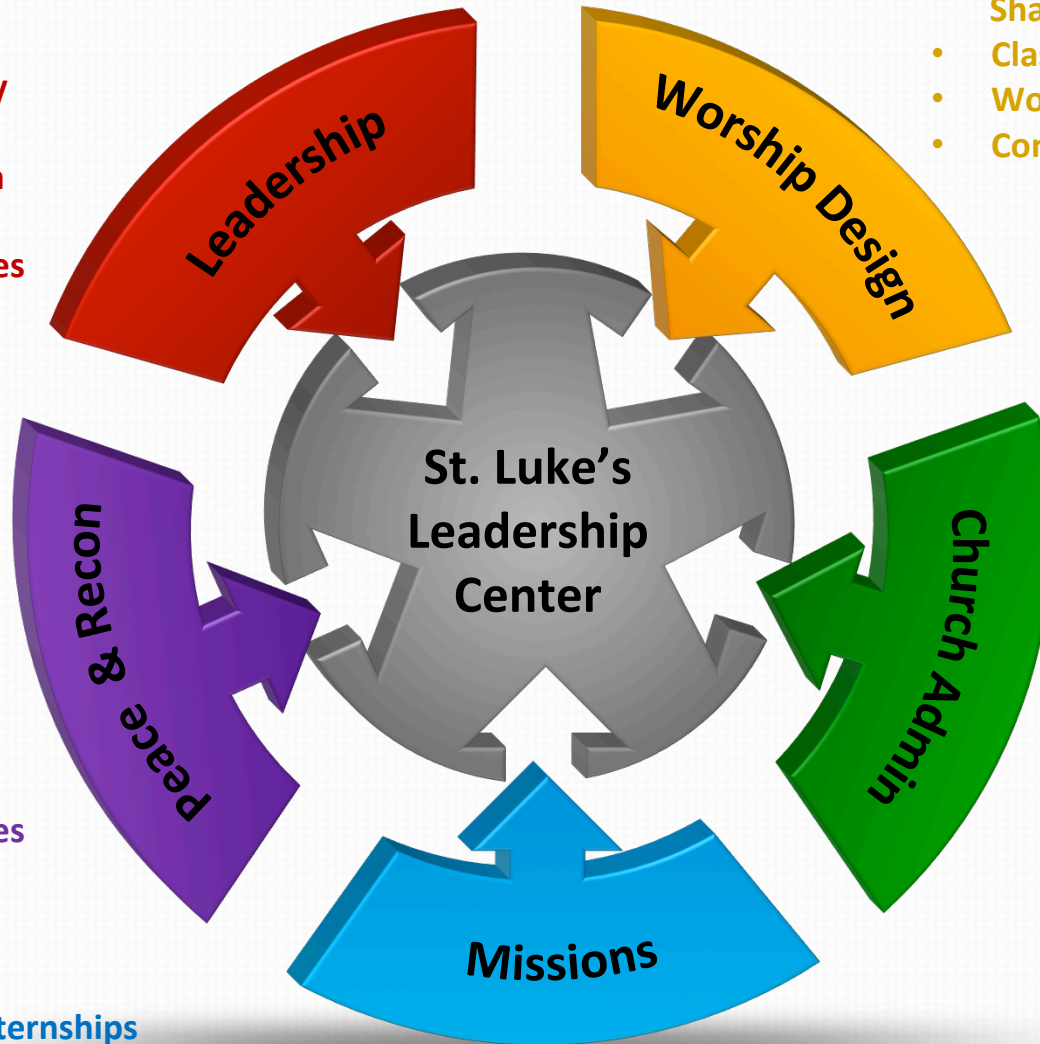 Leadership
Worship Design
St. Luke’s
Leadership
Center
Peace & Recon
Church Admin
Missions